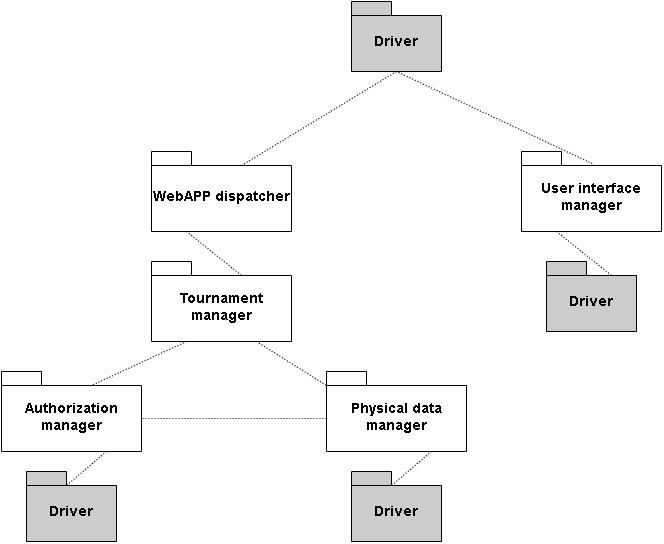 Driver
WebAPP dispatcher
User interface
manager
Tournament
manager
Driver
Authorization
manager
Physical data
manager
Driver
Driver